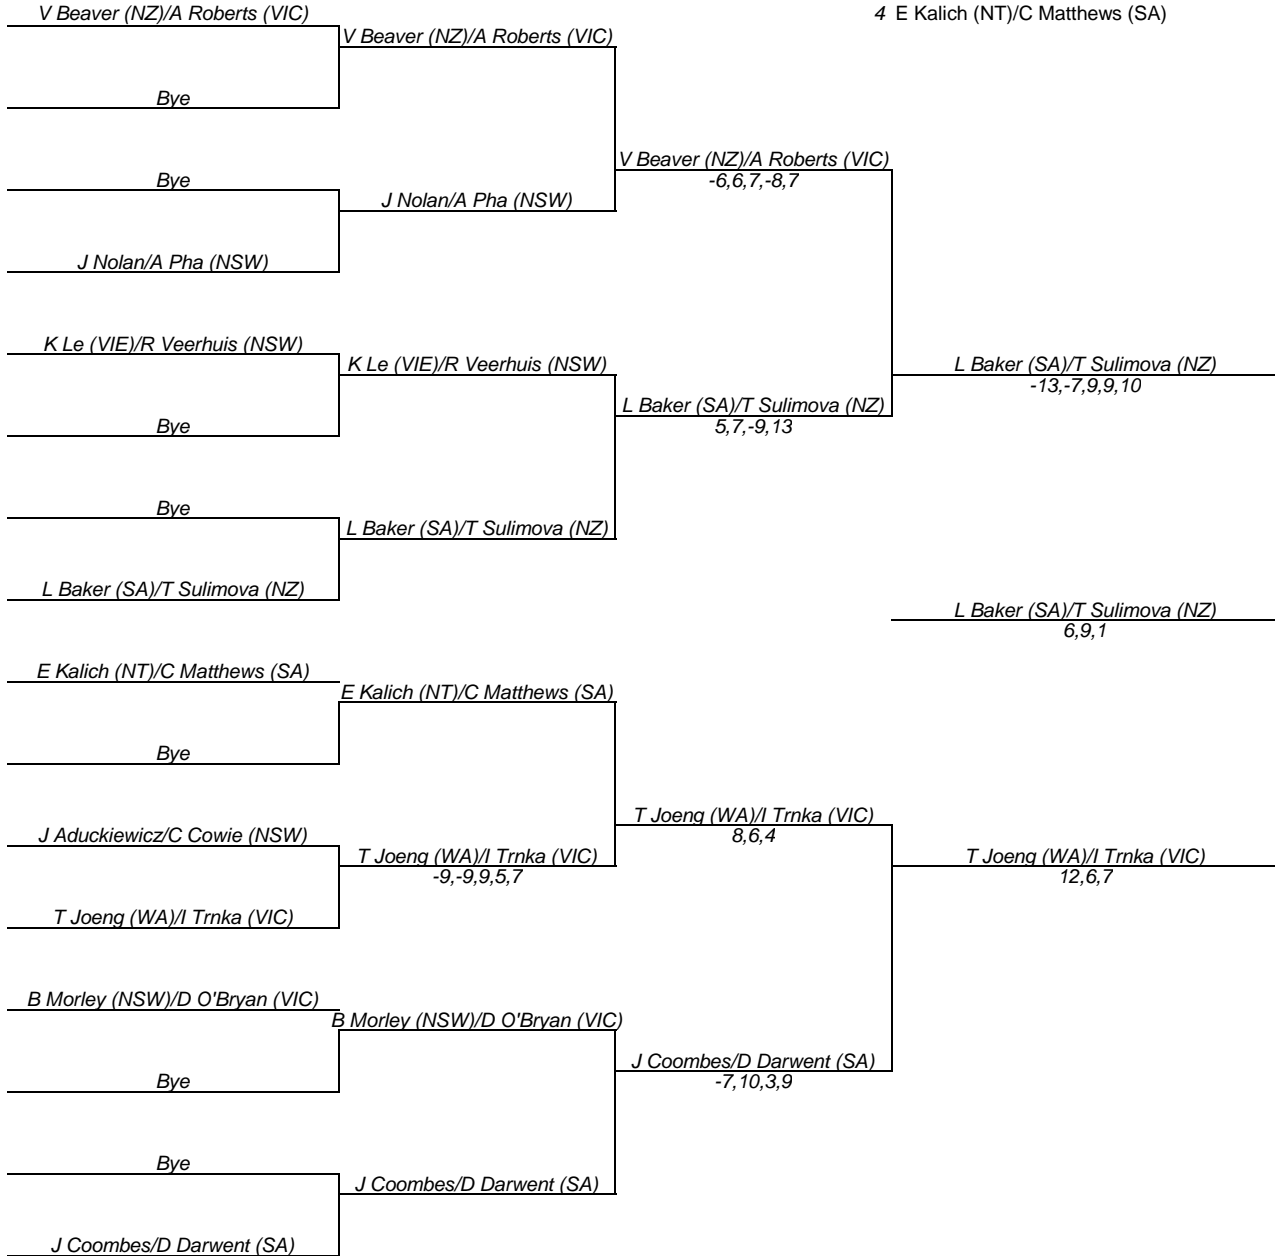 V Beaver (NZ)/A Roberts (VIC)
4 E Kalich (NT)/C Matthews (SA)
V Beaver (NZ)/A Roberts (VIC)
Bye
V Beaver (NZ)/A Roberts (VIC)
Bye
-6,6,7,-8,7
J Nolan/A Pha (NSW)
J Nolan/A Pha (NSW)
K Le (VIE)/R Veerhuis (NSW)
K Le (VIE)/R Veerhuis (NSW)
L Baker (SA)/T Sulimova (NZ)
-13,-7,9,9,10
L Baker (SA)/T Sulimova (NZ)
Bye
5,7,-9,13
Bye
L Baker (SA)/T Sulimova (NZ)
L Baker (SA)/T Sulimova (NZ)
L Baker (SA)/T Sulimova (NZ)
6,9,1
E Kalich (NT)/C Matthews (SA)
E Kalich (NT)/C Matthews (SA)
Bye
T Joeng (WA)/I Trnka (VIC)
J Aduckiewicz/C Cowie (NSW)
8,6,4
T Joeng (WA)/I Trnka (VIC)
T Joeng (WA)/I Trnka (VIC)
-9,-9,9,5,7
12,6,7
T Joeng (WA)/I Trnka (VIC)
B Morley (NSW)/D O'Bryan (VIC)
B Morley (NSW)/D O'Bryan (VIC)
J Coombes/D Darwent (SA)
Bye
-7,10,3,9
Bye
J Coombes/D Darwent (SA)
J Coombes/D Darwent (SA)